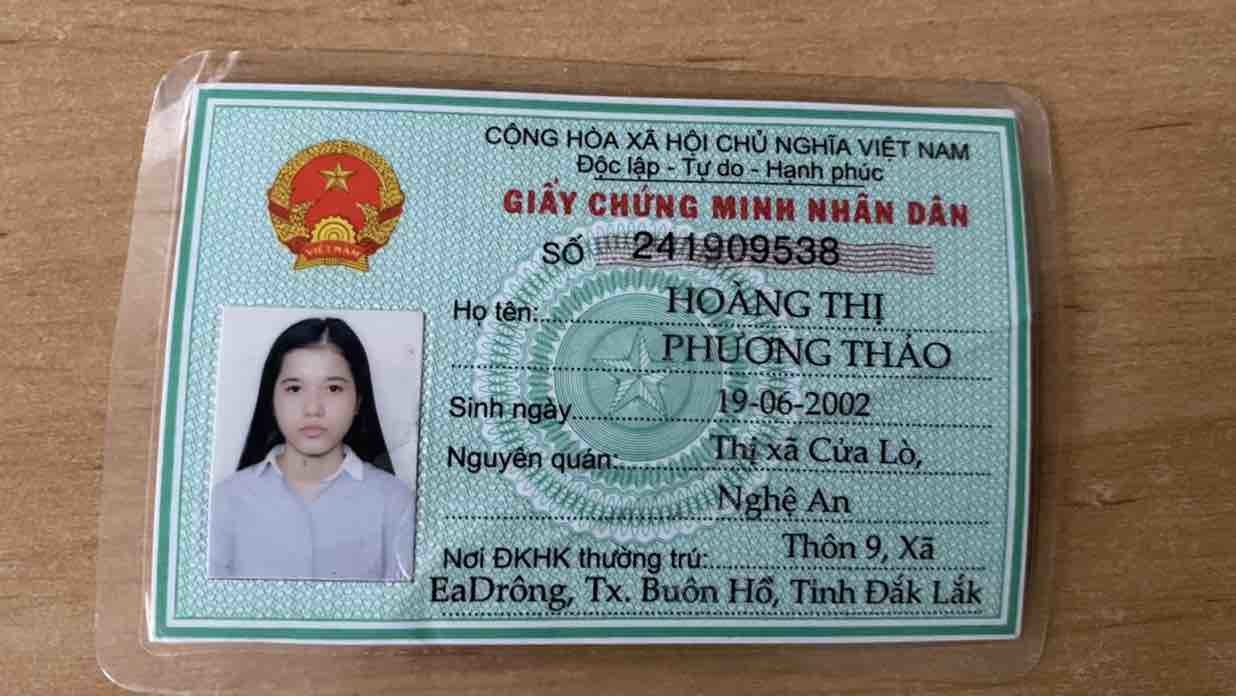 CỘNG HÒA XÃ HỘI CHỦ NGHĨA VIỆT NAM
Độc lập - Tự do - Hạnh phúc
GIẤY CHỨNG MINH NHÂN DÂN
SỐ 241909538
VIỆT NAM
Họ tên: HOÀNG THỊ
PHƯƠNG THẢO
Sinh ngày 19-06-2002
Nguyên quán: Thị xã Cửa Lò,
Nghệ An
Nơi ĐKHK thường trú: Thôn 9, Xã
EaDrông, Tx. Buôn Hồ, Tỉnh Đắk Lắk